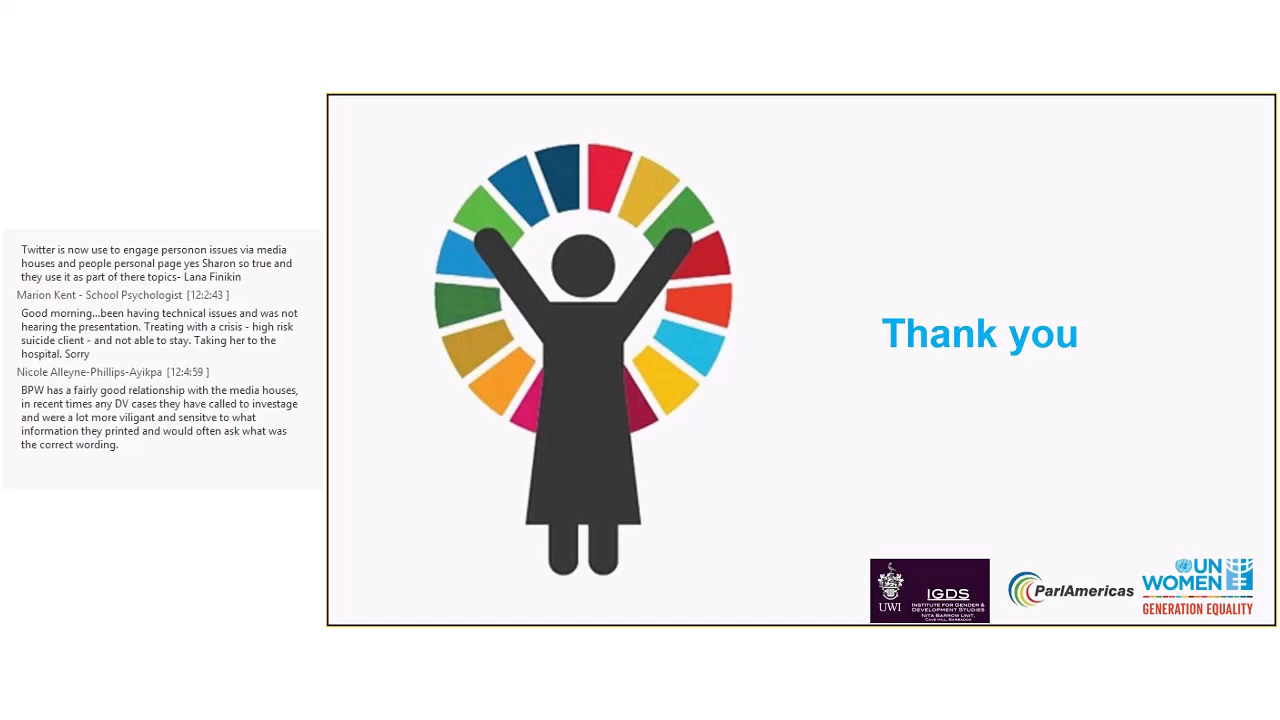 Twitter is now use to engage personon issues via media
houses and people personal page yes Sharon so true and
they use it as part of there topics- Lana Finikin
Marion Kent - School Psychologist [12:2:43 ]
Good morning...been having technical issues and was not
hearing the presentation. Treating with a crisis - high risk
suicide client - and not able to stay. Taking her to the
hospital. Sorry
Nicole Alleyne-Phillips-Ayikpa [12:4:59 ]
BPW has a fairly good relationship with the media houses,
in recent times any DV cases they have called to investage
and were a lot more viligant and sensitve to what
information they printed and would often ask what was
the correct wording.
Thank you
UWI
IGDS
INSTITUTE FOR GENDER &
DEVELOPMENT STUDIES
NITA BARROW UNIT,
CAVE HILL, BARBADOS
ParlAmericas
UN
WOMEN
GENERATION EQUALITY